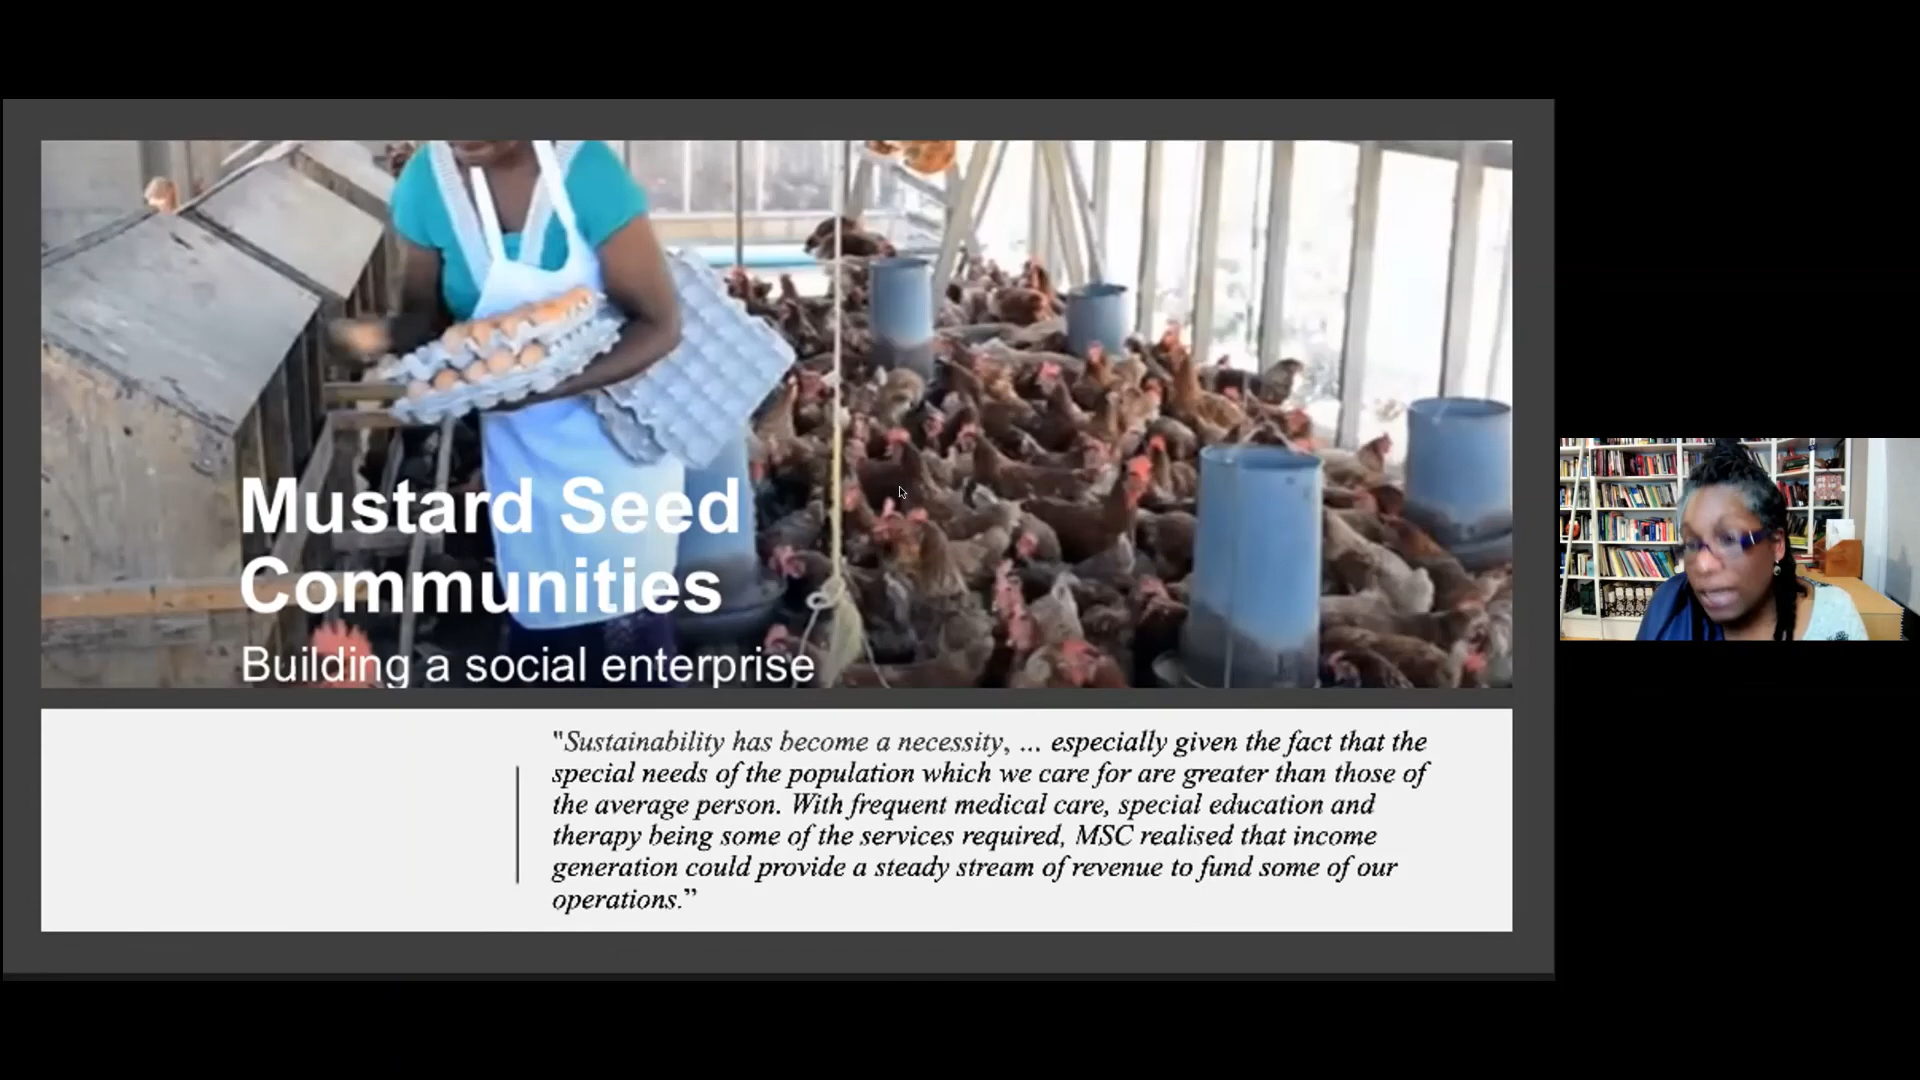 Mustard Seed
Communities
Building a social enterprise
"Sustainability has become a necessity, ... especially given the fact that the
special needs of the population which we care for are greater than those of
the average person. With frequent medical care, special education and
therapy being some of the services required, MSC realised that income
generation could provide a steady stream of revenue to fund some of our
operations.”